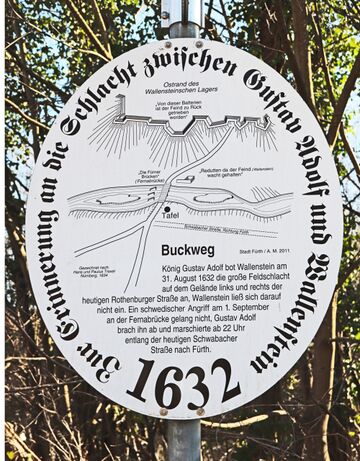 Zur Erinnerung an die Schlacht zwischen Gustav Adolf und Wallenstein
Ostrand des
Wallensteinschen Lagers
„Von dieser Batterien
ist der Feind zu Rück
getrieben
worden"
„Die Fürner
Brücken"
(Fernabrücke)
„Redutten da der Feind (Wallenstein)
wacht gehalten"
Tafel
Schwabacher Straße, Richtung Fürth
Gezeichnet nach
Hans und Paulus Troxel
Nürnberg, 1634
Stadt Fürth / A. M. 2011
Buckweg
König Gustav Adolf bot Wallenstein am
31. August 1632 die große Feldschlacht
auf dem Gelände links und rechts der
heutigen Rothenburger Straße an, Wallenstein ließ sich darauf
nicht ein. Ein schwedischer Angriff am 1. September
an der Fernabrücke gelang nicht, Gustav Adolf
brach ihn ab und marschierte ab 22 Uhr
entlang der heutigen Schwabacher
Straße nach Fürth.
1632